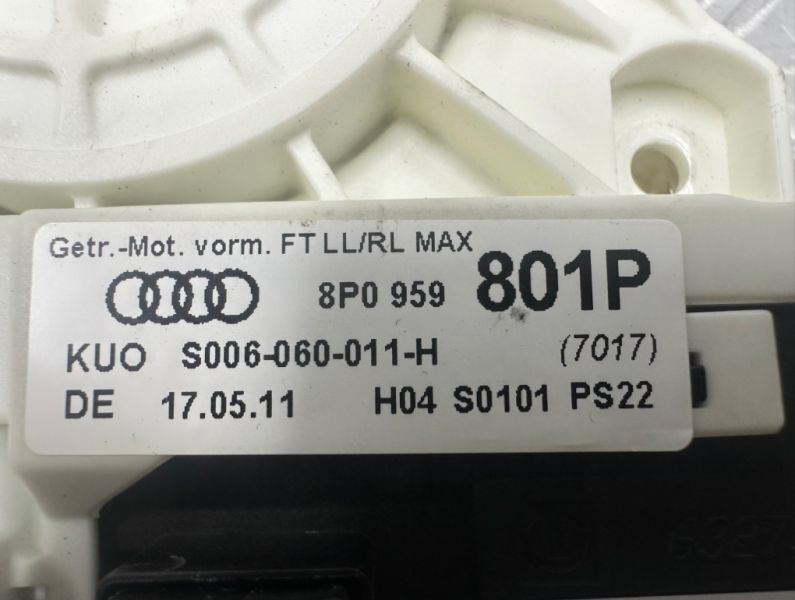 Getr.-Mot. vorm. FT LL/RL MAX
8P0 959 801P
KUO S006-060-011-H (7017)
DE 17.05.11 H04 S0101 PS22